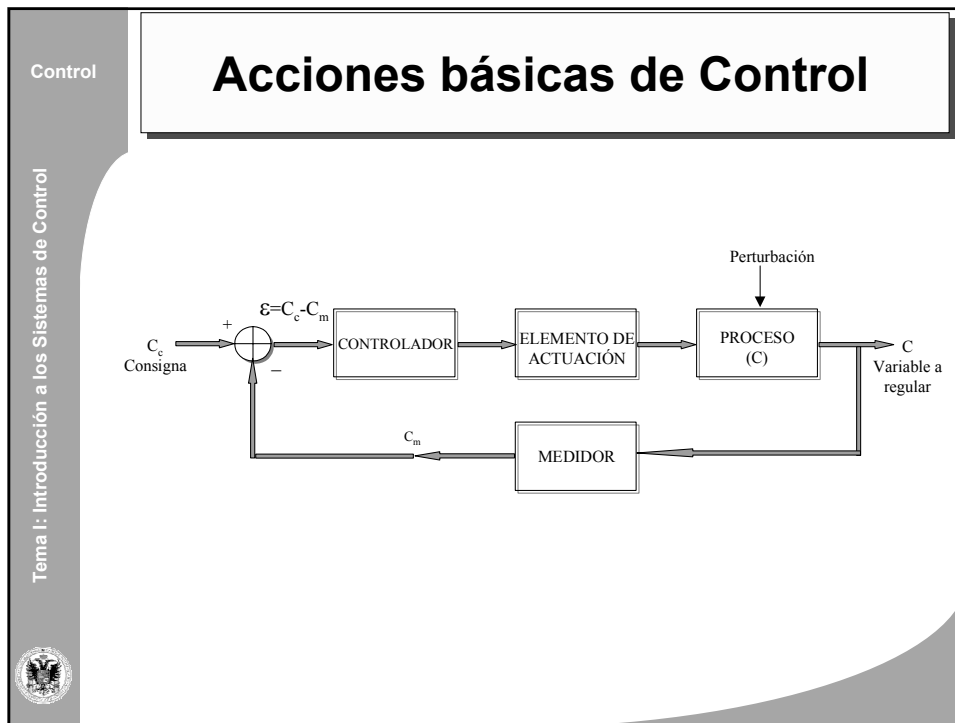 Control
Acciones básicas de Control
Tema I: Introducción a los Sistemas de Control
Perturbación
ε=Cc-Cm
+
Cc
Consigna
−
CONTROLADOR
ELEMENTO DE
ACTUACIÓN
PROCESO
(C)
C
Variable a
regular
Cm
MEDIDOR